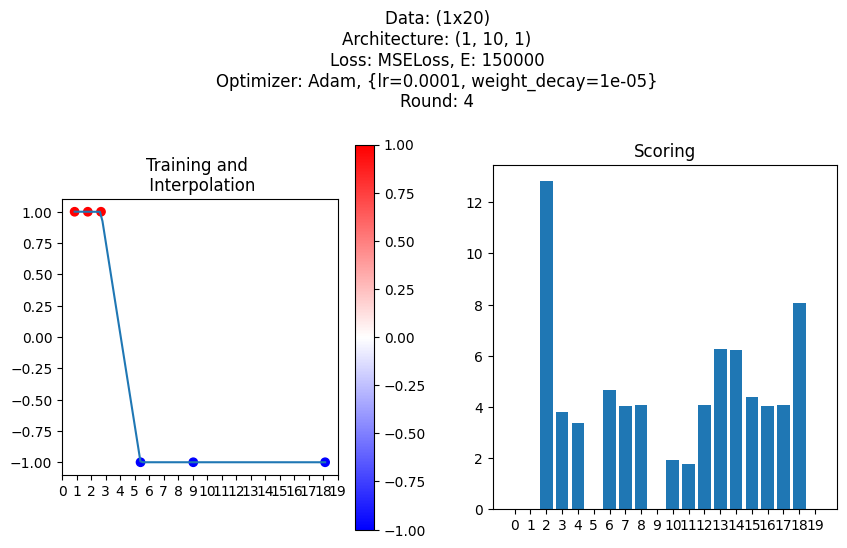 Data: (1x20)
Architecture: (1, 10, 1)
Loss: MSELoss, E: 150000
Optimizer: Adam, {lr=0.0001, weight_decay=1e-05}
Round: 4
Training and
Interpolation
1.00
0.75
0.50
0.25
0.00
−0.25
−0.50
−0.75
−1.00
0 1 2 3 4 5 6 7 8 9 10 11 12 13 14 15 16 17 18 19
1.00
0.75
0.50
0.25
0.00
−0.25
−0.50
−0.75
−1.00
Scoring
12
10
8
6
4
2
0
0 1 2 3 4 5 6 7 8 9 10 11 12 13 14 15 16 17 18 19